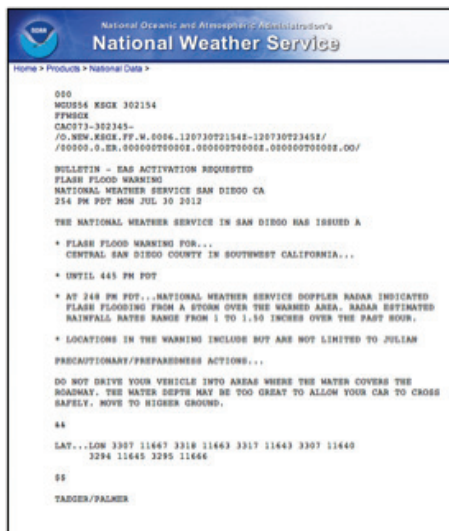 NOAA
National Oceanic and Atmospheric Administration's
National Weather Service
Home > Products > National Data >
000
WGUS56 KSGX 302154
FFWSGX
CAC073-302345-
/O.NEW.KSGX.FF.W.0006.120730T2154Z-120730T2345Z/
/00000.0.ER.000000T0000Z.000000T0000Z.000000T0000Z.OO/
BULLETIN - EAS ACTIVATION REQUESTED
FLASH FLOOD WARNING
NATIONAL WEATHER SERVICE SAN DIEGO CA
254 PM PDT MON JUL 30 2012
THE NATIONAL WEATHER SERVICE IN SAN DIEGO HAS ISSUED A
* FLASH FLOOD WARNING FOR...
CENTRAL SAN DIEGO COUNTY IN SOUTHWEST CALIFORNIA...
* UNTIL 445 PM PDT
* AT 248 PM PDT...NATIONAL WEATHER SERVICE DOPPLER RADAR INDICATED
FLASH FLOODING FROM A STORM OVER THE WARNED AREA. RADAR ESTIMATED
RAINFALL RATES RANGE FROM 1 TO 1.50 INCHES OVER THE PAST HOUR.
* LOCATIONS IN THE WARNING INCLUDE BUT ARE NOT LIMITED TO JULIAN
PRECAUTIONARY/PREPAREDNESS ACTIONS...
DO NOT DRIVE YOUR VEHICLE INTO AREAS WHERE THE WATER COVERS THE
ROADWAY. THE WATER DEPTH MAY BE TOO GREAT TO ALLOW YOUR CAR TO CROSS
SAFELY. MOVE TO HIGHER GROUND.
&&
LAT...LON 3307 11667 3318 11663 3317 11643 3307 11640
3294 11645 3295 11666
$$
TAEGER/PALMER